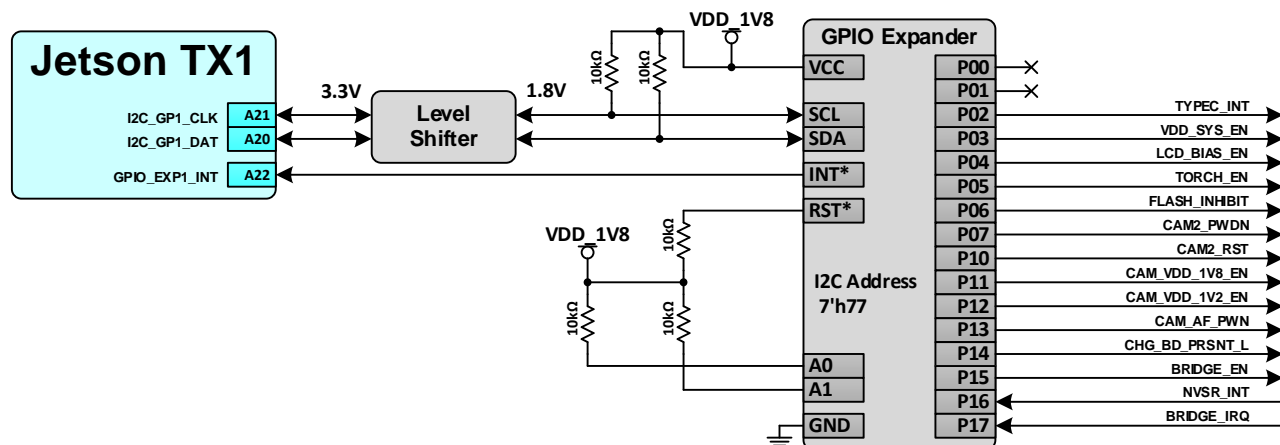 Jetson TX1
I2C_GP1_CLK A21
I2C_GP1_DAT A20
GPIO_EXP1_INT A22
3.3V
Level
Shifter
1.8V
10kΩ
10kΩ
VDD_1V8
VDD_1V8
10kΩ
10kΩ
10kΩ
GPIO Expander
VCC
SCL
SDA
INT*
RST*
I2C Address
7'h77
A0
A1
GND
P00
P01
P02 TYPEC_INT
P03 VDD_SYS_EN
P04 LCD_BIAS_EN
P05 TORCH_EN
P06 FLASH_INHIBIT
P07 CAM2_PWDN
P10 CAM2_RST
P11 CAM_VDD_1V8_EN
P12 CAM_VDD_1V2_EN
P13 CAM_AF_PWN
P14 CHG_BD_PRSNT_L
P15 BRIDGE_EN
P16 NVSR_INT
P17 BRIDGE_IRQ